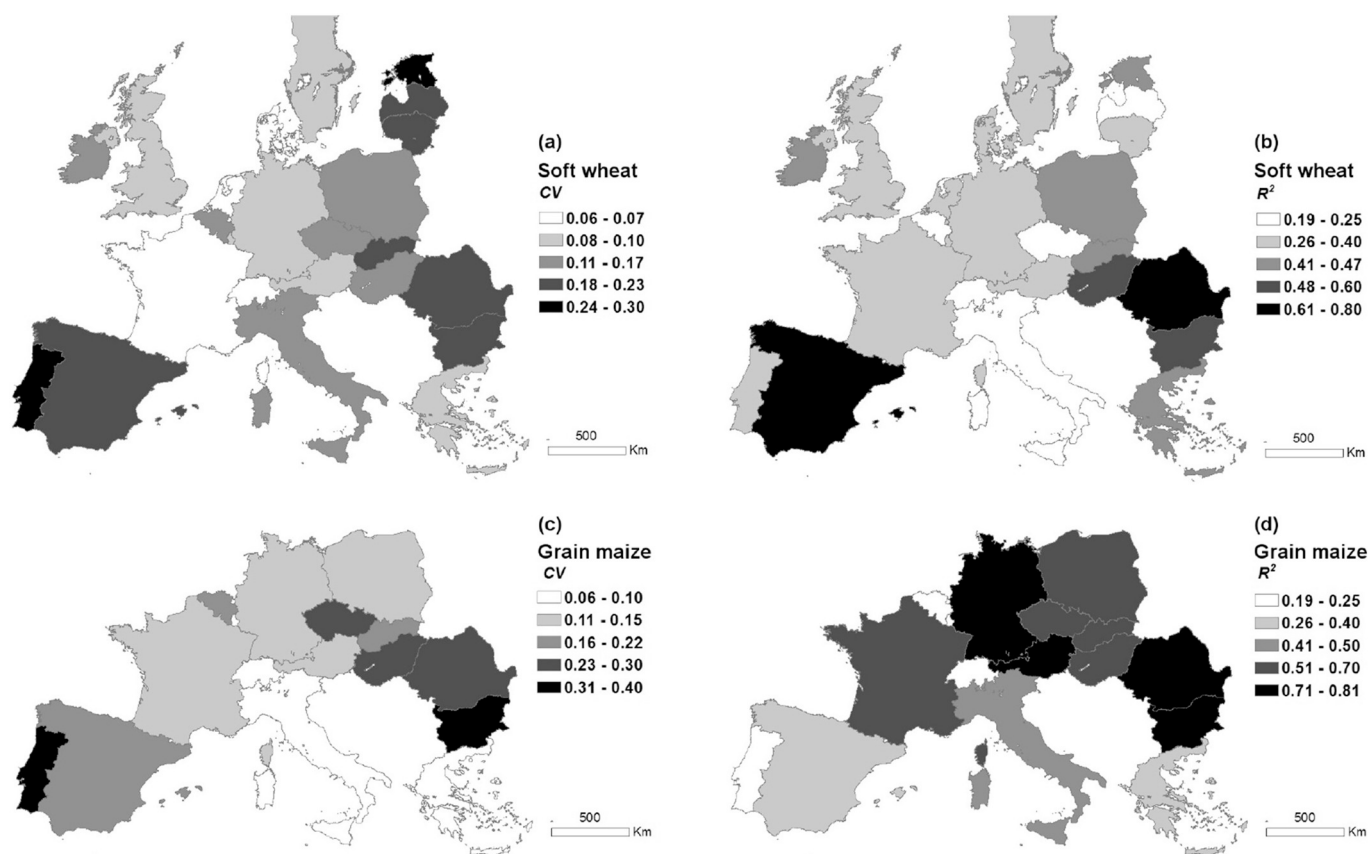 (a)
Soft wheat
CV
0.06 - 0.07
0.08 - 0.10
0.11 - 0.17
0.18 - 0.23
0.24 - 0.30
500
Km
(b)
Soft wheat
R²
0.19 - 0.25
0.26 - 0.40
0.41 - 0.47
0.48 - 0.60
0.61 - 0.80
500
Km
(c)
Grain maize
CV
0.06 - 0.10
0.11 - 0.15
0.16 - 0.22
0.23 - 0.30
0.31 - 0.40
500
Km
(d)
Grain maize
R²
0.19 - 0.25
0.26 - 0.40
0.41 - 0.50
0.51 - 0.70
0.71 - 0.81
500
Km